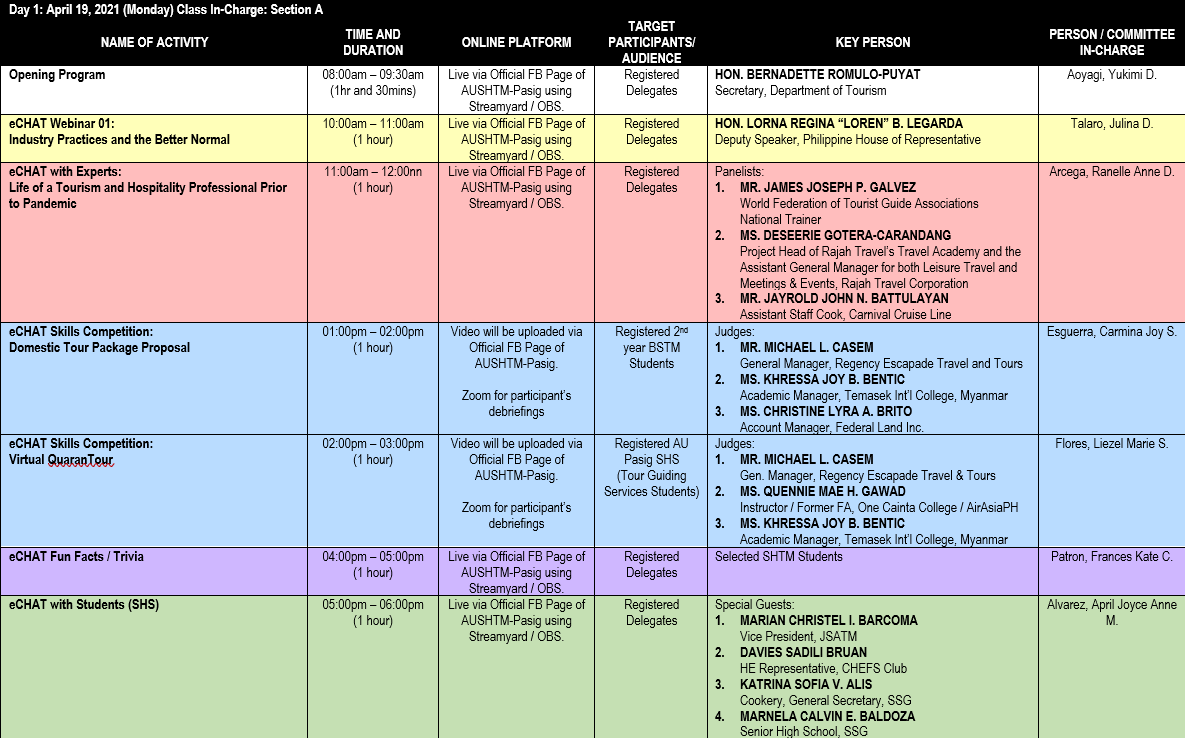 Day 1: April 19, 2021 (Monday) Class In-Charge: Section A
NAME OF ACTIVITY
TIME AND
DURATION
ONLINE PLATFORM
TARGET
PARTICIPANTS/
AUDIENCE
KEY PERSON
PERSON / COMMITTEE
IN-CHARGE
Opening Program
08:00am – 09:30am
(1hr and 30mins)
Live via Official FB Page of
AUSHTM-Pasig using
Streamyard / OBS.
Registered
Delegates
HON. BERNADETTE ROMULO-PUYAT
Secretary, Department of Tourism
Aoyagi, Yukimi D.
eCHAT Webinar 01:
Industry Practices and the Better Normal
10:00am – 11:00am
(1 hour)
Live via Official FB Page of
AUSHTM-Pasig using
Streamyard / OBS.
Registered
Delegates
HON. LORNA REGINA “LOREN” B. LEGARDA
Deputy Speaker, Philippine House of Representative
Talaro, Julina D.
eCHAT with Experts:
Life of a Tourism and Hospitality Professional Prior
to Pandemic
11:00am – 12:00nn
(1 hour)
Live via Official FB Page of
AUSHTM-Pasig using
Streamyard / OBS.
Registered
Delegates
Panelists:
1. MR. JAMES JOSEPH P. GALVEZ
World Federation of Tourist Guide Associations
National Trainer
2. MS. DESEERIE GOTERA-CARANDANG
Project Head of Rajah Travel’s Travel Academy and the
Assistant General Manager for both Leisure Travel and
Meetings & Events, Rajah Travel Corporation
3. MR. JAYROLD JOHN N. BATTULAYAN
Assistant Staff Cook, Carnival Cruise Line
Arcega, Ranelle Anne D.
eCHAT Skills Competition:
Domestic Tour Package Proposal
01:00pm – 02:00pm
(1 hour)
Video will be uploaded via
Official FB Page of
AUSHTM-Pasig.
Zoom for participant’s
debriefings
Registered 2nd
year BSTM
Students
Judges:
1. MR. MICHAEL L. CASEM
General Manager, Regency Escapade Travel and Tours
2. MS. KHRESSA JOY B. BENTIC
Academic Manager, Temasek Int’l College, Myanmar
3. MS. CHRISTINE LYRA A. BRITO
Account Manager, Federal Land Inc.
Esguerra, Carmina Joy S.
eCHAT Skills Competition:
Virtual QuaranTour
02:00pm – 03:00pm
(1 hour)
Video will be uploaded via
Official FB Page of
AUSHTM-Pasig.
Zoom for participant’s
debriefings
Registered AU
Pasig SHS
(Tour Guiding
Services Students)
Judges:
1. MR. MICHAEL L. CASEM
Gen. Manager, Regency Escapade Travel & Tours
2. MS. QUENNIE MAE H. GAWAD
Instructor / Former FA, One Cainta College / AirAsiaPH
3. MS. KHRESSA JOY B. BENTIC
Academic Manager, Temasek Int’l College, Myanmar
Flores, Liezel Marie S.
eCHAT Fun Facts / Trivia
04:00pm – 05:00pm
(1 hour)
Live via Official FB Page of
AUSHTM-Pasig using
Streamyard / OBS.
Registered
Delegates
Selected SHTM Students
Patron, Frances Kate C.
eCHAT with Students (SHS)
05:00pm – 06:00pm
(1 hour)
Live via Official FB Page of
AUSHTM-Pasig using
Streamyard / OBS.
Registered
Delegates
Special Guests:
1. MARIAN CHRISTEL I. BARCOMA
Vice President, JSATM
2. DAVIES SADILI BRUAN
HE Representative, CHEFS Club
3. KATRINA SOFIA V. ALIS
Cookery, General Secretary, SSG
4. MARNELA CALVIN E. BALDOZA
Senior High School, SSG
Alvarez, April Joyce Anne
M.